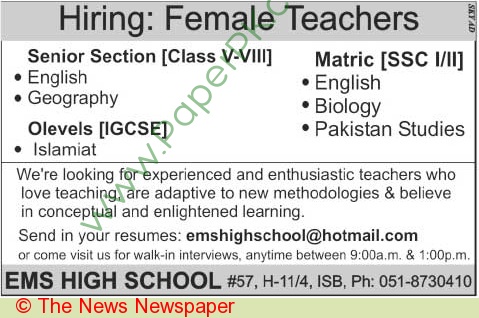 Hiring: Female Teachers
SKY AD
Senior Section [Class V-VIII]
• English
• Geography
Olevels [IGCSE]
• Islamiat
Matric [SSC I/II]
• English
• Biology
• Pakistan Studies
We're looking for experienced and enthusiastic teachers who
love teaching, are adaptive to new methodologies & believe
in conceptual and enlightened learning.
Send in your resumes: emshighschool@hotmail.com
or come visit us for walk-in interviews, anytime between 9:00a.m. & 1:00p.m.
EMS HIGH SCHOOL #57, H-11/4, ISB, Ph: 051-8730410
© The News Newspaper